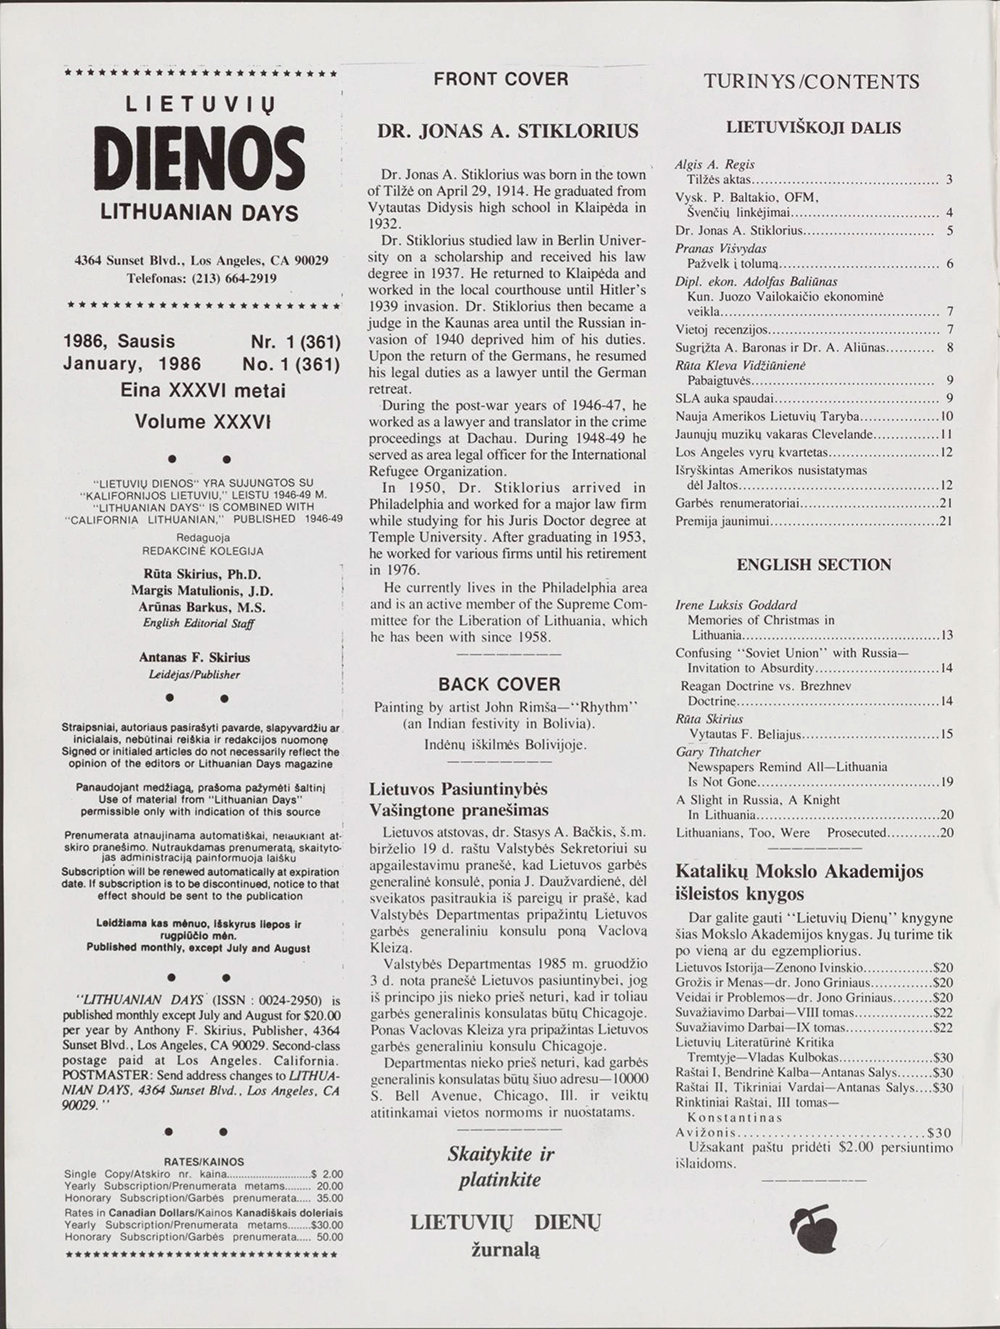 LIETUVIŲ
DIENOS
LITHUANIAN DAYS
4364 Sunset Blvd., Los Angeles, CA 90029
Telefonas: (213) 664-2919
1986, Sausis Nr. 1 (361)
January, 1986 No. 1 (361)
Eina XXXVI metai
Volume XXXVI
"LIETUVIŲ DIENOS" YRA SUJUNGTOS SU
"KALIFORNIJOS LIETUVIU," LEISTU 1946-49 M.
"LITHUANIAN DAYS" IS COMBINED WITH
"CALIFORNIA LITHUANIAN," PUBLISHED 1946-49
Redaguoja
REDAKCINĖ KOLEGIJA
Rūta Skirius, Ph.D.
Margis Matulionis, J.D.
Arūnas Barkus, M.S.
English Editorial Staff
Antanas F. Skirius
Leidėjas/Publisher
Straipsniai, autoriaus pasirašyti pavarde, slapyvardžiu ar
inicialais, nebūtinai reiškia ir redakcijos nuomonę
Signed or initialed articles do not necessarily reflect the
opinion of the editors or Lithuanian Days magazine
Panaudojant medžiagą, prašoma pažymėti šaltinį
Use of material from "Lithuanian Days"
permissible only with indication of this source
Prenumerata atnaujinama automatiškai, nelaukiant at-
skiro pranešimo. Nutraukdamas prenumeratą, skaityto-
jas administraciją painformuoja laišku
Subscription will be renewed automatically at expiration
date. If subscription is to be discontinued, notice to that
effect should be sent to the publication
Leidžiama kas mėnuo, išskyrus liepos ir
rugpiūčio mėn.
Published monthly, except July and August
"LITHUANIAN DAYS" (ISSN : 0024-2950) is
published monthly except July and August for $20.00
per year by Anthony F. Skirius, Publisher, 4364
Sunset Blvd., Los Angeles, CA 90029. Second-class
postage paid at Los Angeles. California.
POSTMASTER: Send address changes to LITHUA-
NIAN DAYS, 4364 Sunset Blvd., Los Angeles, CA
90029."
RATES/KAINOS
Single Copy/Atskiro nr. kaina..............................$ 2.00
Yearly Subscription/Prenumerata metams......... 20.00
Honorary Subscription/Garbės prenumerata..... 35.00
Rates in Canadian Dollars/Kainos Kanadiškais doleriais
Yearly Subscription/Prenumerata metams........$30.00
Honorary Subscription/Garbės prenumerata..... 50.00
FRONT COVER
DR. JONAS A. STIKLORIUS
Dr. Jonas A. Stiklorius was born in the town
of Tilžė on April 29, 1914. He graduated from
Vytautas Didysis high school in Klaipėda in
1932.
Dr. Stiklorius studied law in Berlin Univer-
sity on a scholarship and received his law
degree in 1937. He returned to Klaipėda and
worked in the local courthouse until Hitler's
1939 invasion. Dr. Stiklorius then became a
judge in the Kaunas area until the Russian in-
vasion of 1940 deprived him of his duties.
Upon the return of the Germans, he resumed
his legal duties as a lawyer until the German
retreat.
During the post-war years of 1946-47, he
worked as a lawyer and translator in the crime
proceedings at Dachau. During 1948-49 he
served as area legal officer for the International
Refugee Organization.
In 1950, Dr. Stiklorius arrived in
Philadelphia and worked for a major law firm
while studying for his Juris Doctor degree at
Temple University. After graduating in 1953,
he worked for various firms until his retirement
in 1976.
He currently lives in the Philadelphia area
and is an active member of the Supreme Com-
mittee for the Liberation of Lithuania, which
he has been with since 1958.
BACK COVER
Painting by artist John Rimša—"Rhythm"
(an Indian festivity in Bolivia).
Indėnų iškilmės Bolivijoje.
Lietuvos Pasiuntinybės
Vašingtone pranešimas
Lietuvos atstovas, dr. Stasys A. Bačkis, š.m.
birželio 19 d. raštu Valstybės Sekretoriui su
apgailestavimu pranešė, kad Lietuvos garbės
generalinė konsulė, ponia J. Daužvardienė, dėl
sveikatos pasitraukia iš pareigų ir prašė, kad
Valstybės Departmentas pripažintų Lietuvos
garbės generaliniu konsulu poną Vaclovą
Kleizą.
Valstybės Departmentas 1985 m. gruodžio
3 d. nota pranešė Lietuvos pasiuntinybei, jog
iš principo jis nieko prieš neturi, kad ir toliau
garbės generalinis konsulatas būtų Chicagoje.
Ponas Vaclovas Kleiza yra pripažintas Lietuvos
garbės generaliniu konsulu Chicagoje.
Departmentas nieko prieš neturi, kad garbės
generalinis konsulatas būtų šiuo adresu—10000
S. Bell Avenue, Chicago, Ill. ir veiktų
atitinkamai vietos normoms ir nuostatams.
Skaitykite ir
platinkite
LIETUVIŲ DIENŲ
žurnalą
TURINYS/CONTENTS
LIETUVIŠKOJI DALIS
Algis A. Regis
Tilžės aktas........................................ 3
Vysk. P. Baltakio, OFM,
Švenčių linkėjimai................................ 4
Dr. Jonas A. Stiklorius............................ 5
Pranas Višvydas
Pažvelk į tolumą.................................. 6
Dipl. ekon. Adolfas Baliūnas
Kun. Juozo Vailokaičio ekonominė
veikla............................................... 7
Vietoj recenzijos.................................... 7
Sugrįžta A. Baronas ir Dr. A. Aliūnas........... 8
Rūta Kleva Vidžiūnienė
Pabaigtuvės....................................... 9
SLA auka spaudai................................... 9
Nauja Amerikos Lietuvių Taryba.................10
Jaunųjų muzikų vakaras Clevelande..............11
Los Angeles vyrų kvartetas........................12
Išryškintas Amerikos nusistatymas
dėl Jaltos...........................................12
Garbės renumeratoriai..............................21
Premija jaunimui....................................21
ENGLISH SECTION
Irene Luksis Goddard
Memories of Christmas in
Lithuania..........................................13
Confusing "Soviet Union" with Russia—
Invitation to Absurdity..........................14
Reagan Doctrine vs. Brezhnev
Doctrine...........................................14
Rūta Skirius
Vytautas F. Beliajus..............................15
Gary Tthatcher
Newspapers Remind All—Lithuania
Is Not Gone.......................................19
A Slight in Russia, A Knight
In Lithuania.......................................20
Lithuanians, Too, Were Prosecuted............20
Katalikų Mokslo Akademijos
išleistos knygos
Dar galite gauti "Lietuvių Dienų" knygyne
šias Mokslo Akademijos knygas. Jų turime tik
po vieną ar du egzempliorius.
Lietuvos Istorija—Zenono Ivinskio...............$20
Grožis ir Menas—dr. Jono Griniaus.............$20
Veidai ir Problemos—dr. Jono Griniaus........$20
Suvažiavimo Darbai—VIII tomas.................$22
Suvažiavimo Darbai—IX tomas...................$22
Lietuvių Literatūrinė Kritika
Tremtyje—Vladas Kulbokas....................$30
Raštai I, Bendrinė Kalba—Antanas Salys.......$30
Raštai II, Tikriniai Vardai—Antanas Salys....$30
Rinktiniai Raštai, III tomas—
Konstantinas
Avižonis.............................$30
Užsakant paštu pridėti $2.00 persiuntimo
išlaidoms.